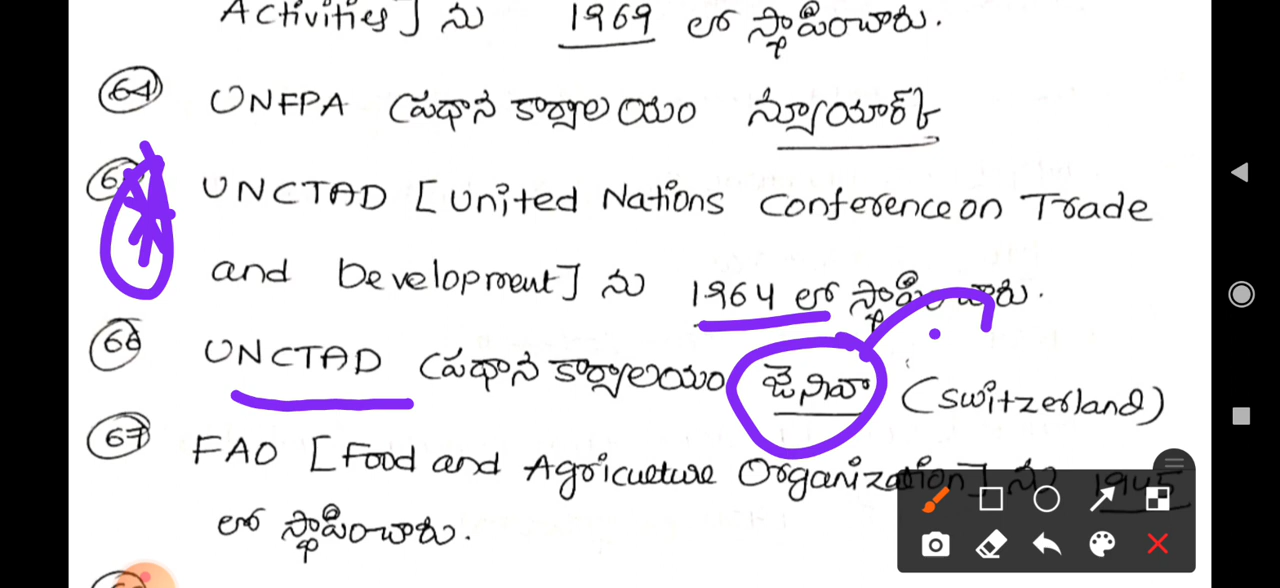 Activities] ను 1969 లో స్థాపించారు.
64 UNFPA ప్రధాన కార్యాలయం న్యూయార్క్
UNCTAD [United Nations Conference on Trade
and Development] ను 1964 లో స్థాపించారు.
66 UNCTAD ప్రధాన కార్యాలయం జెనీవా (Switzerland)
67 FAO [Food and Agriculture Organization] ను 1945
లో స్థాపించారు.